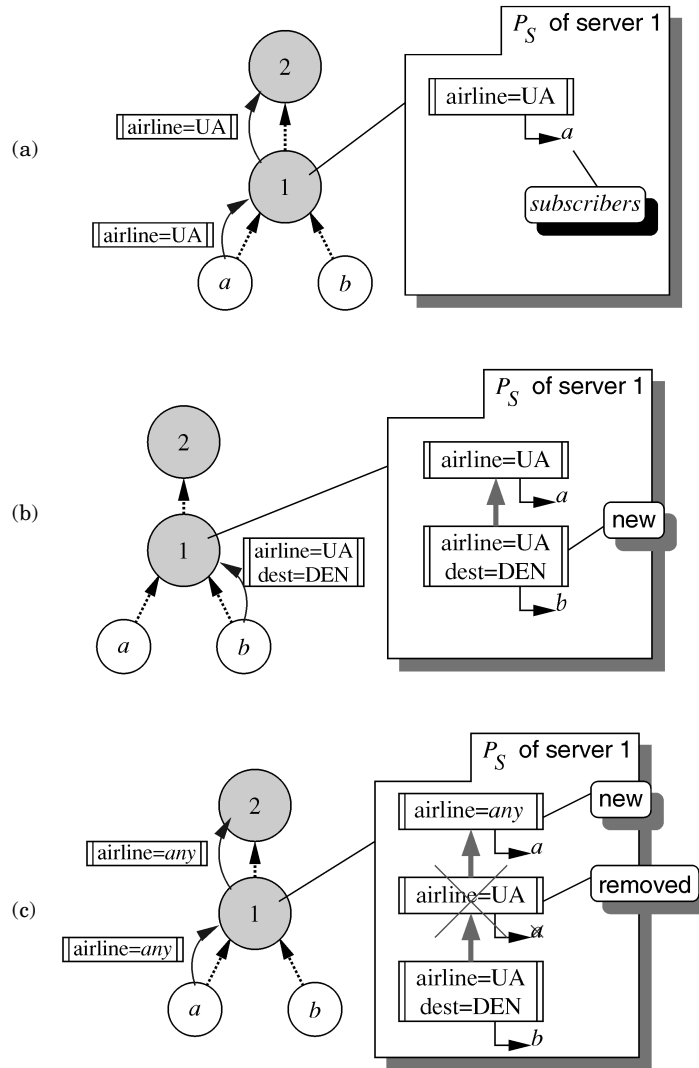 (a)
2
airline=UA
1
airline=UA
a
b
P_S of server 1
airline=UA
a
subscribers
(b)
2
1
airline=UA
dest=DEN
a
b
P_S of server 1
airline=UA
a
airline=UA
dest=DEN
b
new
(c)
2
airline=any
1
airline=any
a
b
P_S of server 1
airline=any
a
new
airline=UA
a
removed
airline=UA
dest=DEN
b